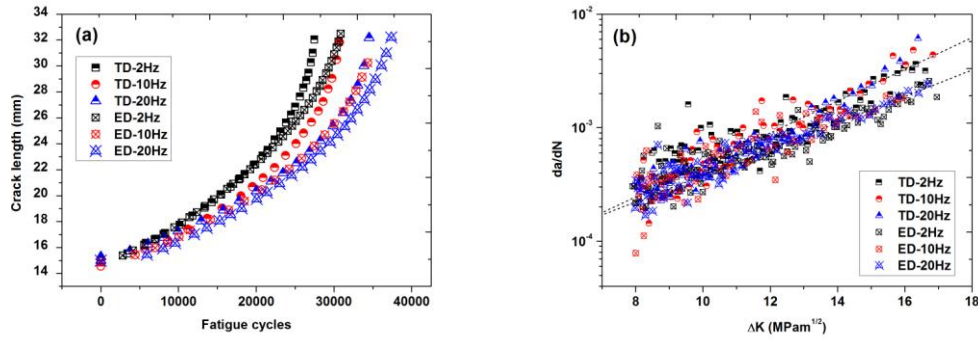 (a)
TD-2Hz
TD-10Hz
TD-20Hz
ED-2Hz
ED-10Hz
ED-20Hz
Crack length (mm)
34
32
30
28
26
24
22
20
18
16
14
0 10000 20000 30000 40000
Fatigue cycles
(b)
TD-2Hz
TD-10Hz
TD-20Hz
ED-2Hz
ED-10Hz
ED-20Hz
da/dN
10⁻²
10⁻³
10⁻⁴
8 10 12 14 16 18
ΔK (MPam¹/²)